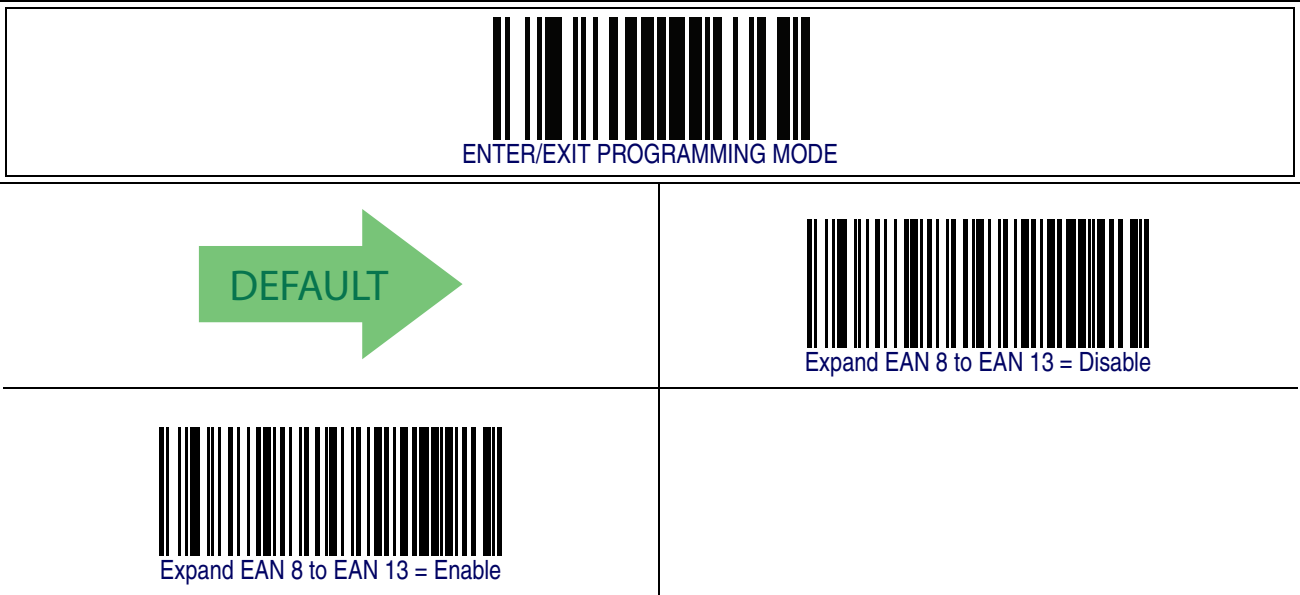 ENTER/EXIT PROGRAMMING MODE
DEFAULT
Expand EAN 8 to EAN 13 = Disable
Expand EAN 8 to EAN 13 = Enable